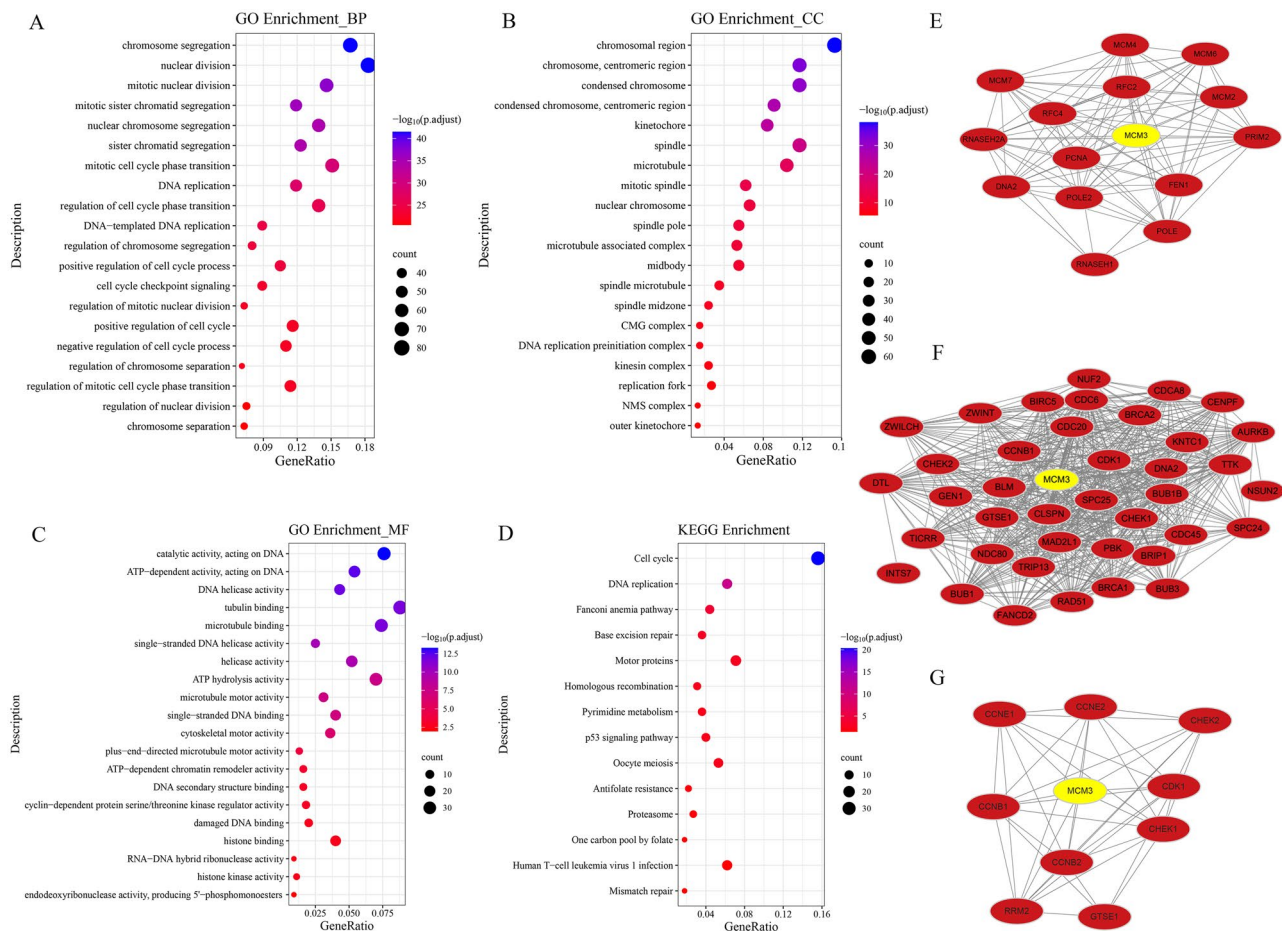 A
GO Enrichment_BP
Description
chromosome segregation
nuclear division
mitotic nuclear division
mitotic sister chromatid segregation
nuclear chromosome segregation
sister chromatid segregation
mitotic cell cycle phase transition
DNA replication
regulation of cell cycle phase transition
DNA−templated DNA replication
regulation of chromosome segregation
positive regulation of cell cycle process
cell cycle checkpoint signaling
regulation of mitotic nuclear division
positive regulation of cell cycle
negative regulation of cell cycle process
regulation of chromosome separation
regulation of mitotic cell cycle phase transition
regulation of nuclear division
chromosome separation
0.09 0.12 0.15 0.18
GeneRatio
−log10(p.adjust)
40
35
30
25
count
40
50
60
70
80
B
GO Enrichment_CC
Description
chromosomal region
chromosome, centromeric region
condensed chromosome
condensed chromosome, centromeric region
kinetochore
spindle
microtubule
mitotic spindle
nuclear chromosome
spindle pole
microtubule associated complex
midbody
spindle microtubule
spindle midzone
CMG complex
DNA replication preinitiation complex
kinesin complex
replication fork
NMS complex
outer kinetochore
0.04 0.08 0.12 0.1
GeneRatio
−log10(p.adjust)
30
20
10
count
10
20
30
40
50
60
C
GO Enrichment_MF
Description
catalytic activity, acting on DNA
ATP−dependent activity, acting on DNA
DNA helicase activity
tubulin binding
microtubule binding
single−stranded DNA helicase activity
helicase activity
ATP hydrolysis activity
microtubule motor activity
single−stranded DNA binding
cytoskeletal motor activity
plus−end−directed microtubule motor activity
ATP−dependent chromatin remodeler activity
DNA secondary structure binding
cyclin−dependent protein serine/threonine kinase regulator activity
damaged DNA binding
histone binding
RNA−DNA hybrid ribonuclease activity
histone kinase activity
endodeoxyribonuclease activity, producing 5'−phosphomonoesters
0.025 0.050 0.075
GeneRatio
−log10(p.adjust)
12.5
10.0
7.5
5.0
2.5
count
10
20
30
D
KEGG Enrichment
Description
Cell cycle
DNA replication
Fanconi anemia pathway
Base excision repair
Motor proteins
Homologous recombination
Pyrimidine metabolism
p53 signaling pathway
Oocyte meiosis
Antifolate resistance
Proteasome
One carbon pool by folate
Human T−cell leukemia virus 1 infection
Mismatch repair
0.04 0.08 0.12 0.16
GeneRatio
−log10(p.adjust)
20
15
10
5
count
10
20
30
E
MCM4
MCM6
MCM7
RFC2
MCM2
RFC4
MCM3
RNASEH2A
PRIM2
PCNA
DNA2
FEN1
POLE2
POLE
RNASEH1
F
NUF2
CDCA8
BIRC5
CDC6
CENPF
ZWINT
BRCA2
ZWILCH
CDC20
AURKB
KNTC1
CCNB1
CDK1
CHEK2
DNA2
TTK
DTL
MCM3
BLM
NSUN2
GEN1
BUB1B
SPC25
GTSE1
CLSPN
CHEK1
SPC24
TICRR
CDC45
MAD2L1
NDC80
PBK
BRIP1
TRIP13
INTS7
BUB1
BRCA1
BUB3
RAD51
FANCD2
G
CCNE1
CCNE2
CHEK2
MCM3
CDK1
CCNB1
CHEK1
CCNB2
RRM2
GTSE1